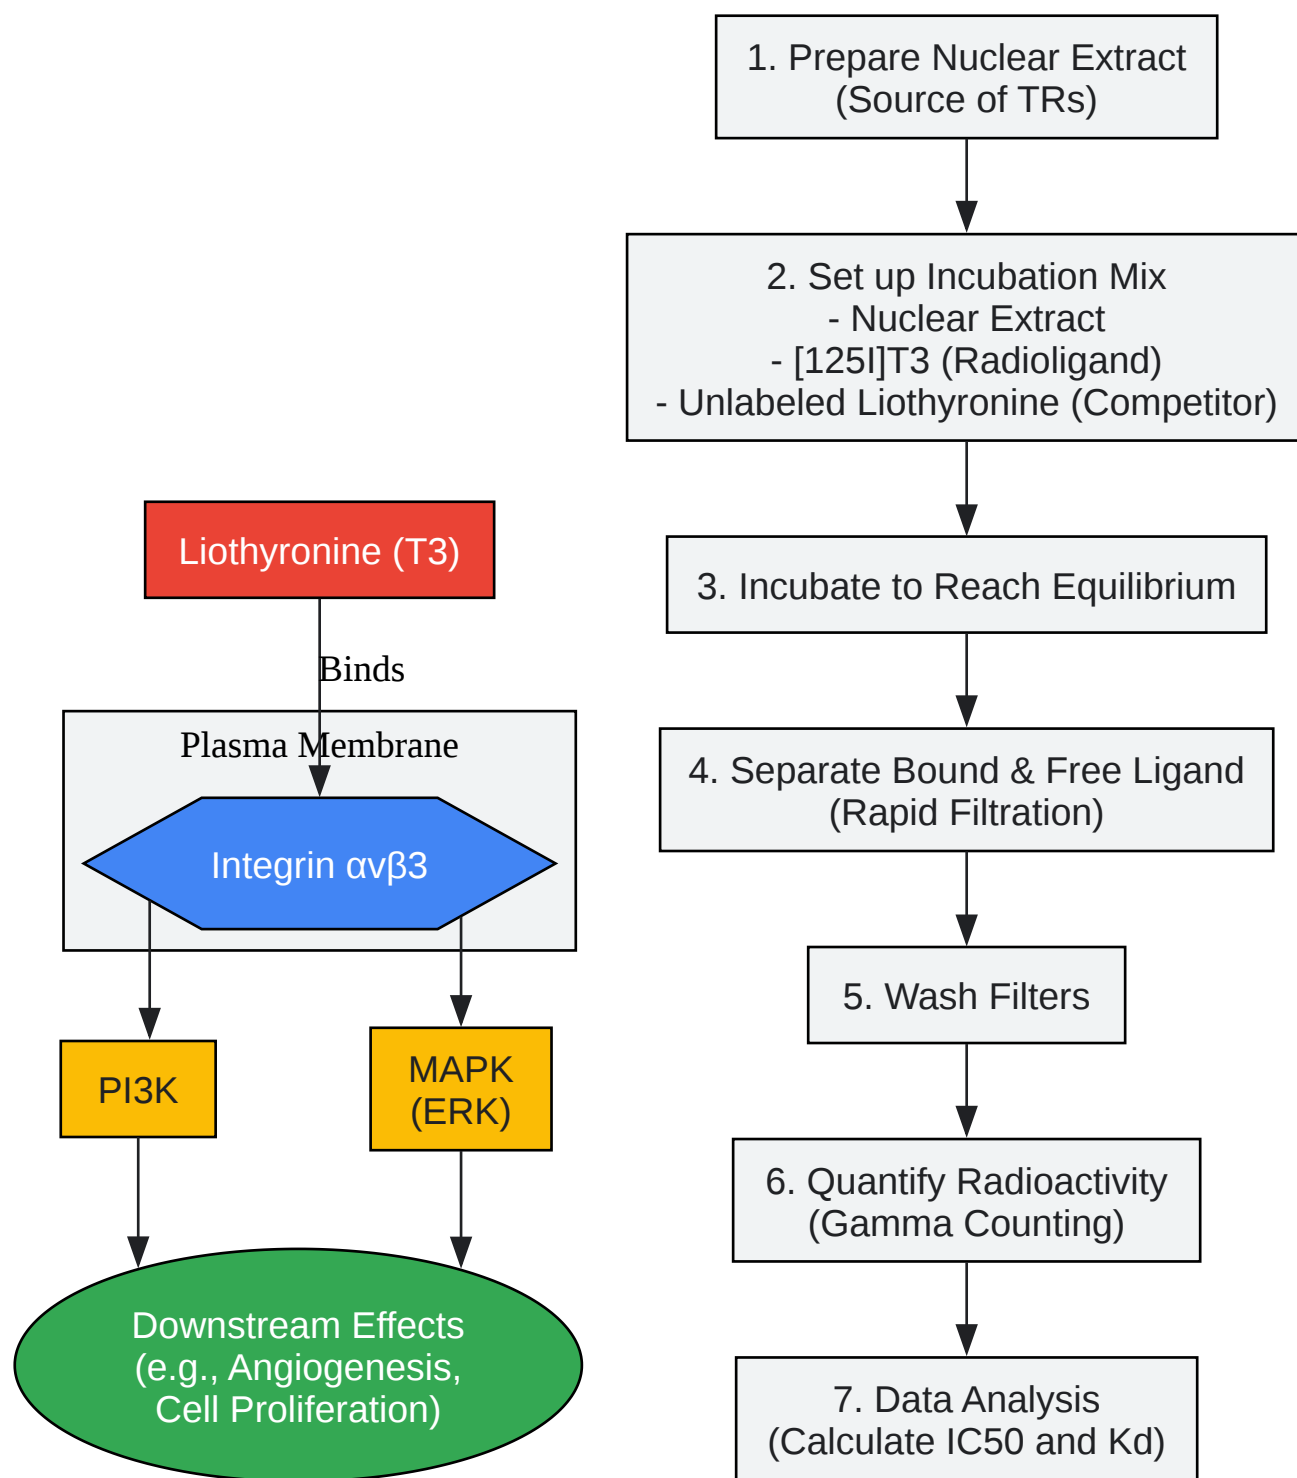 Liothyronine (T3)
Binds
Plasma Membrane
Integrin αvβ3
PI3K
MAPK
(ERK)
Downstream Effects
(e.g., Angiogenesis,
Cell Proliferation)
1. Prepare Nuclear Extract
(Source of TRs)
2. Set up Incubation Mix
- Nuclear Extract
- [125I]T3 (Radioligand)
- Unlabeled Liothyronine (Competitor)
3. Incubate to Reach Equilibrium
4. Separate Bound & Free Ligand
(Rapid Filtration)
5. Wash Filters
6. Quantify Radioactivity
(Gamma Counting)
7. Data Analysis
(Calculate IC50 and Kd)